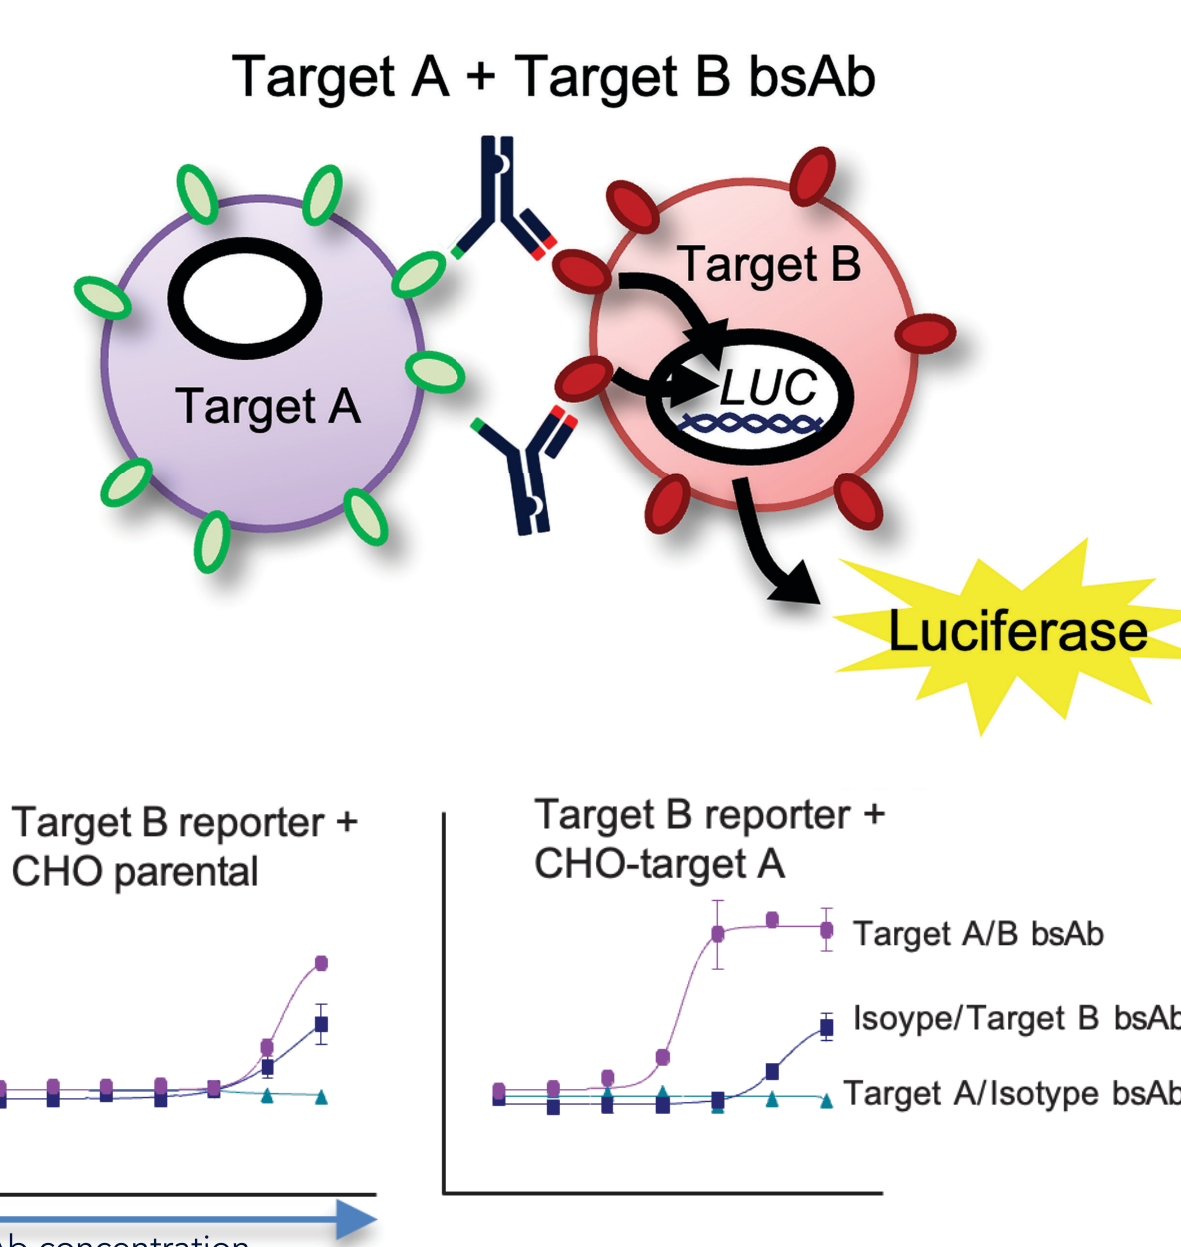 Target A + Target B bsAb
Target B
Target A
LUC
Luciferase
Target B reporter +
CHO parental
Target B reporter +
CHO-target A
Target A/B bsAb
Isoype/Target B bsAb
Target A/Isotype bsAb
concentration